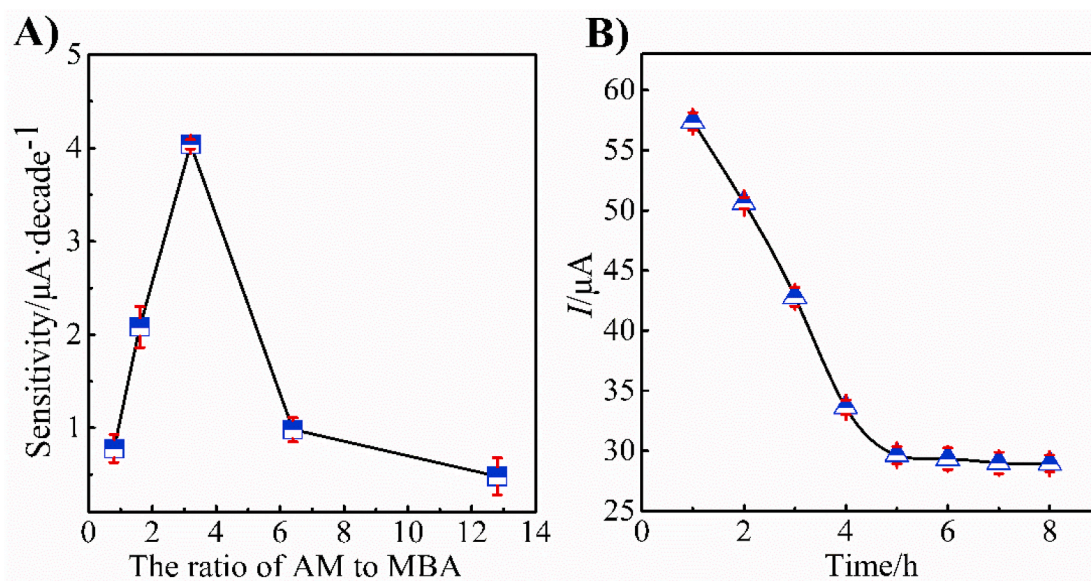 A)
5
4
3
2
1
0 2 4 6 8 10 12 14
Sensitivity/μA·decade⁻¹
The ratio of AM to MBA
B)
60
55
50
45
40
35
30
25
0 2 4 6 8
I/μA
Time/h